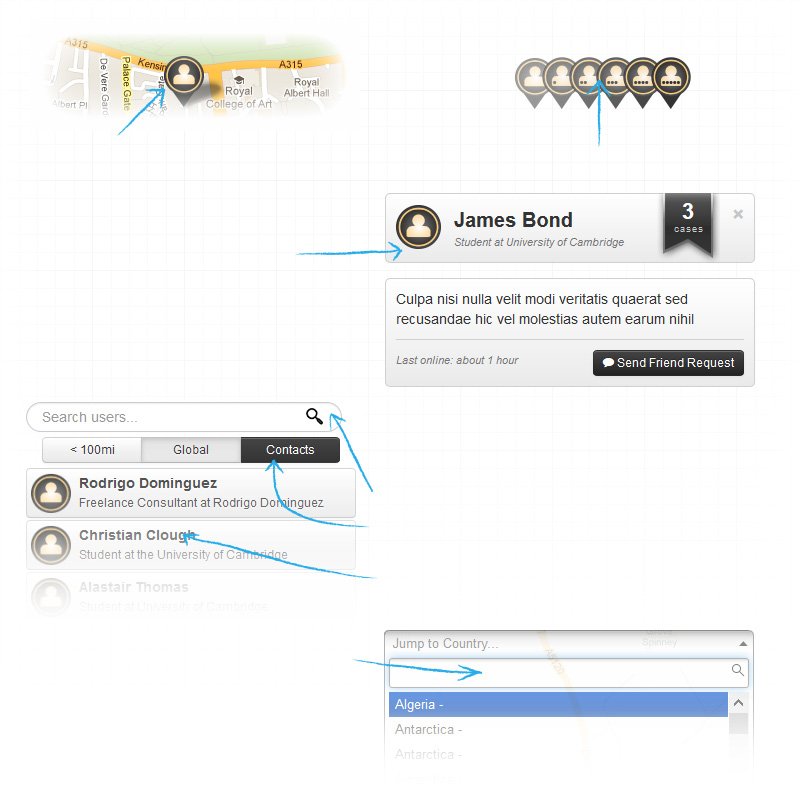 A315
Kensin
A315
De Vere Gard
Palace Gate
Royal
College of Art
Royal
Albert Hall
Albert Pl
James Bond
Student at University of Cambridge
3
cases
×
Culpa nisi nulla velit modi veritatis quaerat sed
recusandae hic vel molestias autem earum nihil
Last online: about 1 hour
Send Friend Request
Search users...
< 100mi
Global
Contacts
Rodrigo Dominguez
Freelance Consultant at Rodrigo Dominguez
Christian Clough
Student at the University of Cambridge
Alastair Thomas
Student at University of Cambridge
Jump to Country...
Spinney
A3120
Algeria -
Antarctica -
Antarctica -